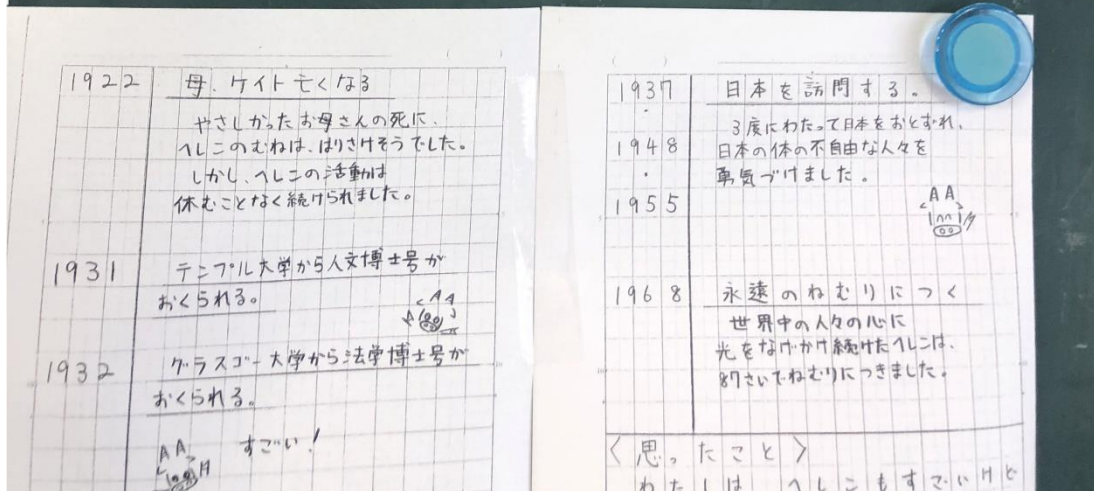 1922 母、ケイト亡くなる
やさしかったお母さんの死に、
ヘレンのむねは、はりさけそうでした。
しかし、ヘレンの活動は
休むことなく続けられました。
1931 テンプル大学から人文博士号が
おくられる。
1932 グラスゴー大学から法学博士号が
おくられる。
すごい!
1937 日本を訪問する。
・
1948
・
1955
3度にわたって日本をおとずれ、
日本の体の不自由な人々を
勇気づけました。
1968 永遠のねむりにつく
世界中の人々の心に
光をなげかけ続けたヘレンは、
87さいでねむりにつきました。
〈思ったこと〉
わたしは、ヘレンもすごいけど